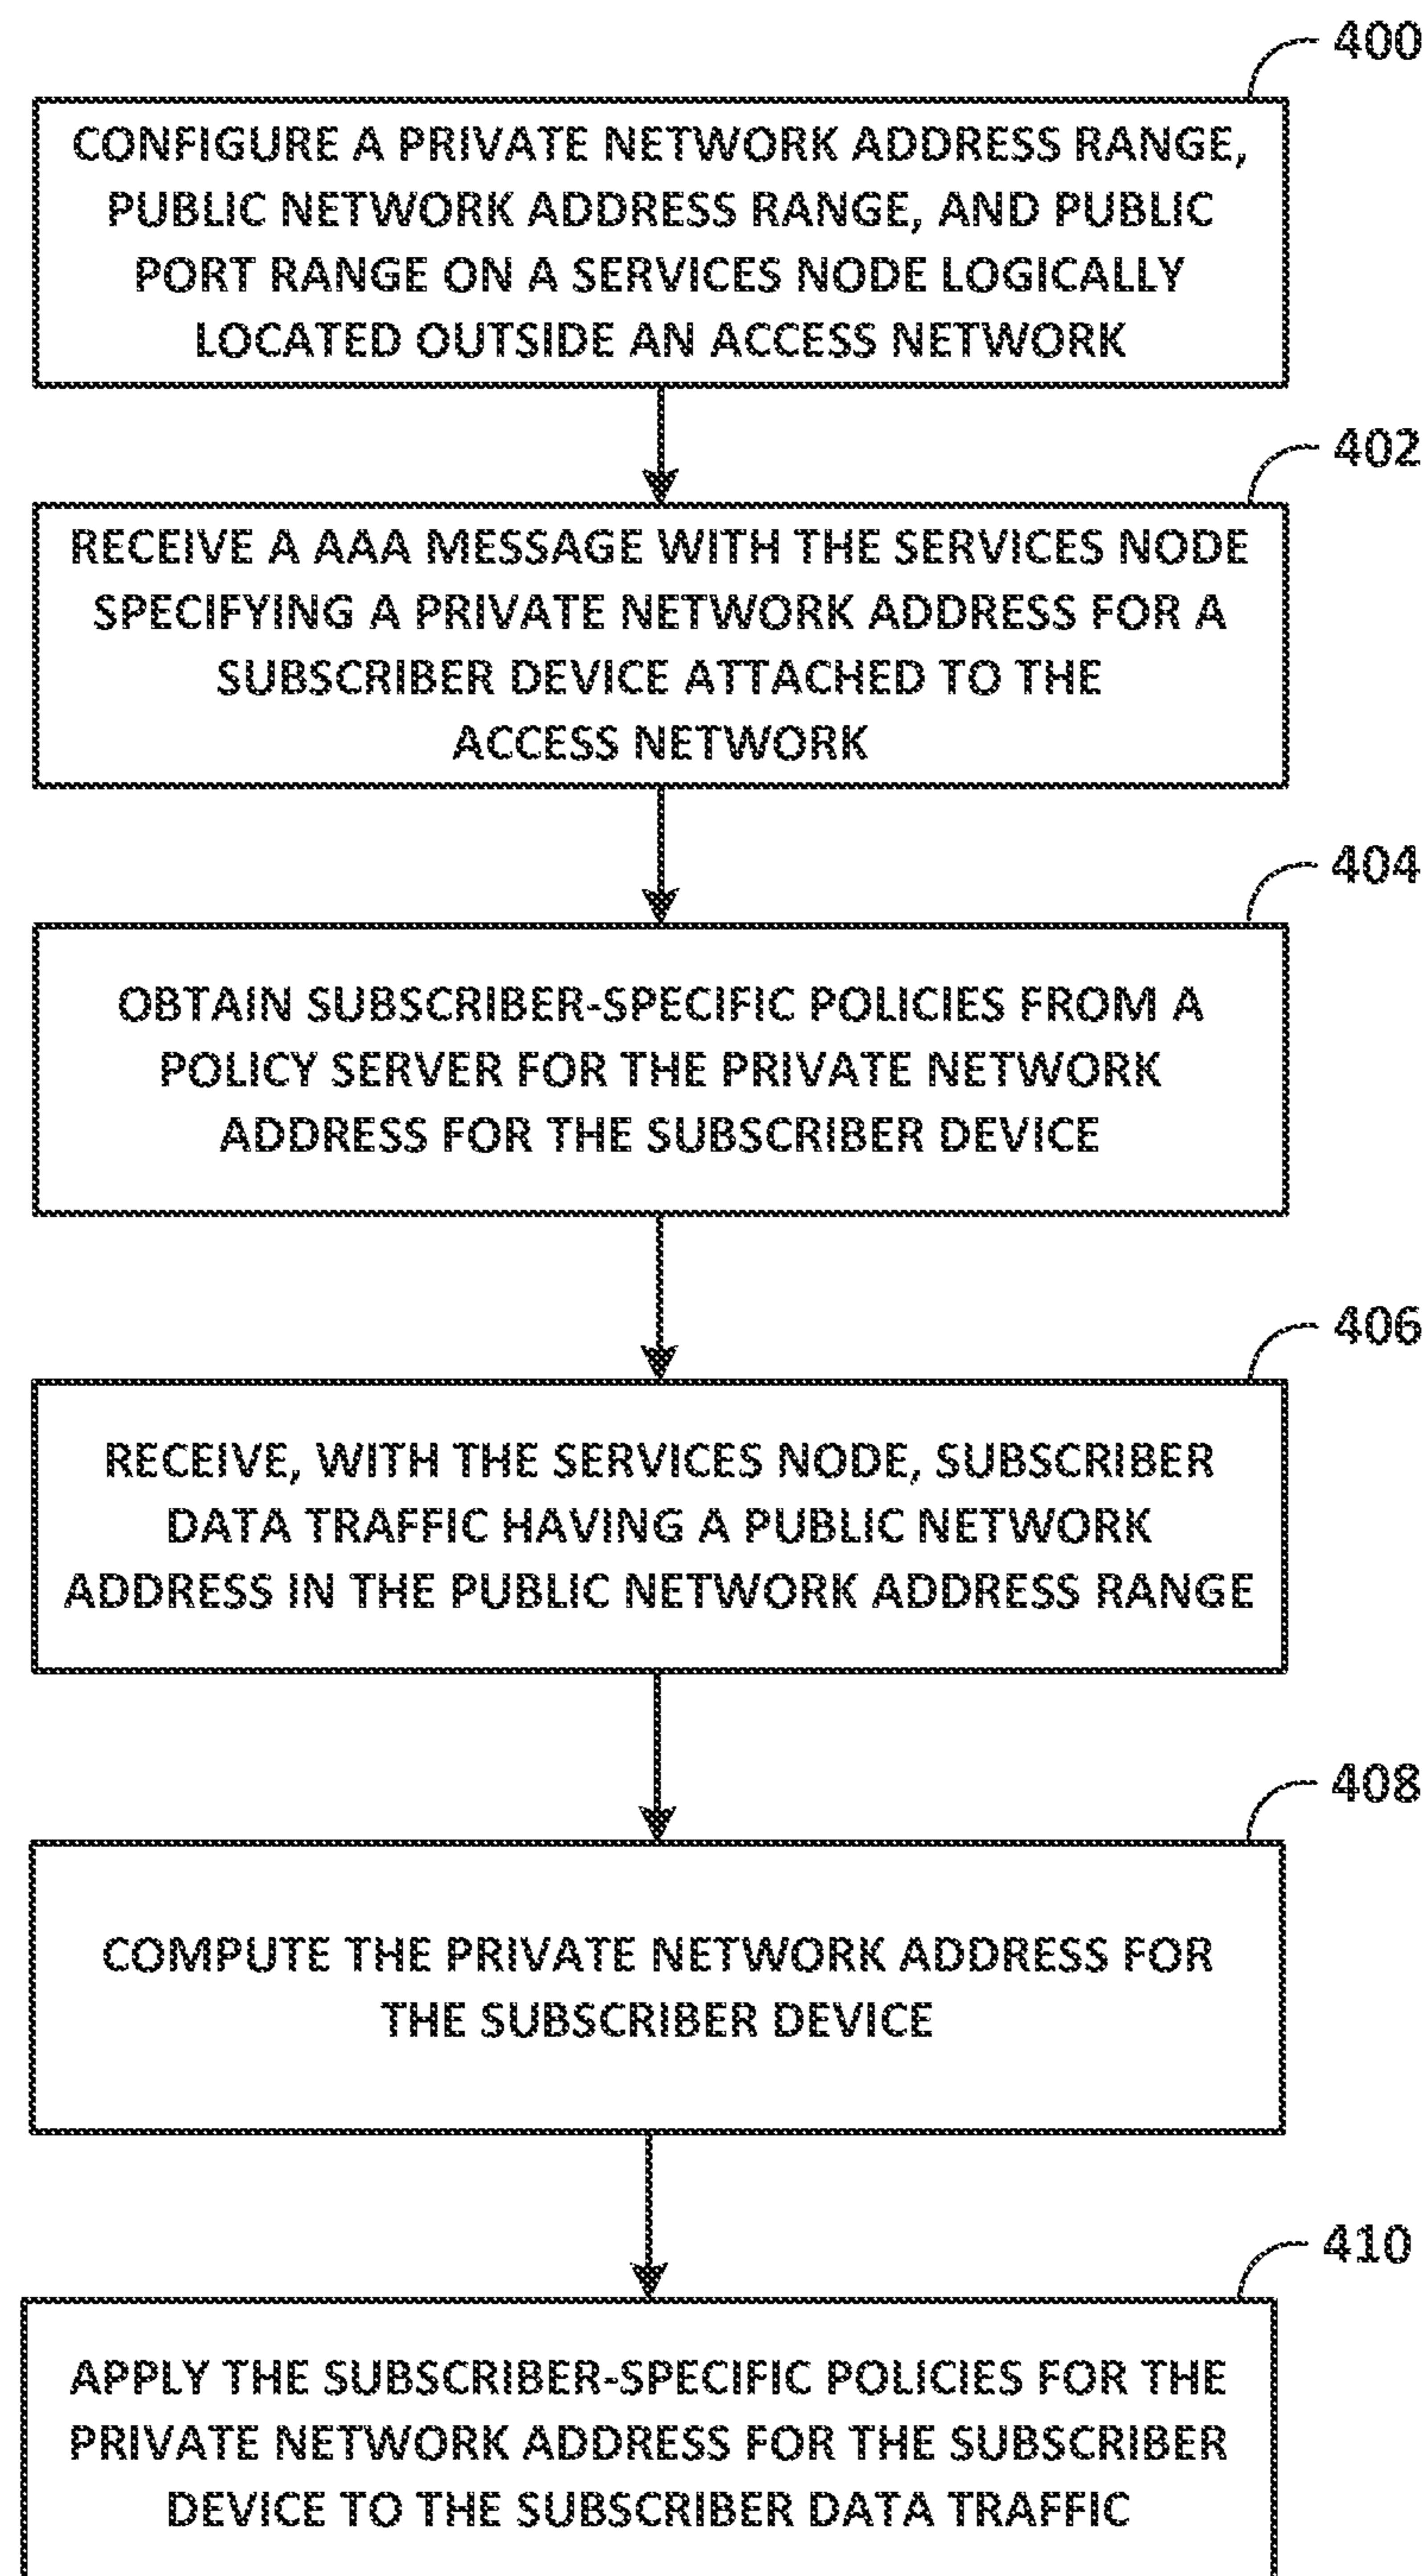 400
CONFIGURE A PRIVATE NETWORK ADDRESS RANGE,
PUBLIC NETWORK ADDRESS RANGE, AND PUBLIC
PORT RANGE ON A SERVICES NODE LOGICALLY
LOCATED OUTSIDE AN ACCESS NETWORK
402
RECEIVE A AAA MESSAGE WITH THE SERVICES NODE
SPECIFYING A PRIVATE NETWORK ADDRESS FOR A
SUBSCRIBER DEVICE ATTACHED TO THE
ACCESS NETWORK
404
OBTAIN SUBSCRIBER-SPECIFIC POLICIES FROM A
POLICY SERVER FOR THE PRIVATE NETWORK
ADDRESS FOR THE SUBSCRIBER DEVICE
406
RECEIVE, WITH THE SERVICES NODE, SUBSCRIBER
DATA TRAFFIC HAVING A PUBLIC NETWORK
ADDRESS IN THE PUBLIC NETWORK ADDRESS RANGE
408
COMPUTE THE PRIVATE NETWORK ADDRESS FOR
THE SUBSCRIBER DEVICE
410
APPLY THE SUBSCRIBER-SPECIFIC POLICIES FOR THE
PRIVATE NETWORK ADDRESS FOR THE SUBSCRIBER
DEVICE TO THE SUBSCRIBER DATA TRAFFIC